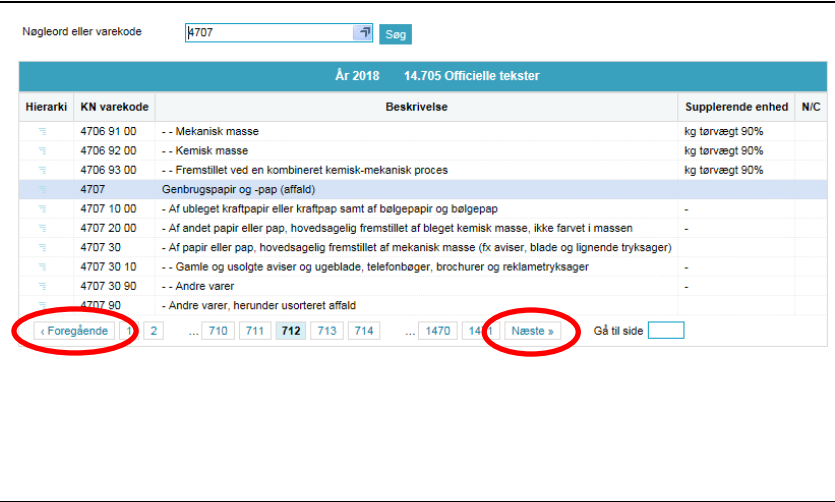 Nøgleord eller varekode 4707 Søg
År 2018 14.705 Officielle tekster
Hierarki KN varekode Beskrivelse Supplerende enhed N/C
4706 91 00 - - Mekanisk masse kg tørvægt 90%
4706 92 00 - - Kemisk masse kg tørvægt 90%
4706 93 00 - - Fremstillet ved en kombineret kemisk-mekanisk proces kg tørvægt 90%
4707 Genbrugspapir og -pap (affald)
4707 10 00 - Af ubleget kraftpapir eller kraftpap samt af bølgepapir og bølgepap -
4707 20 00 - Af andet papir eller pap, hovedsagelig fremstillet af bleget kemisk masse, ikke farvet i massen -
4707 30 - Af papir eller pap, hovedsagelig fremstillet af mekanisk masse (fx aviser, blade og lignende tryksager)
4707 30 10 - - Gamle og usolgte aviser og ugeblade, telefonbøger, brochurer og reklametryksager -
4707 30 90 - - Andre varer -
4707 90 - Andre varer, herunder usorteret affald
‹ Foregående 1 2 ... 710 711 712 713 714 ... 1470 Næste » Gå til side